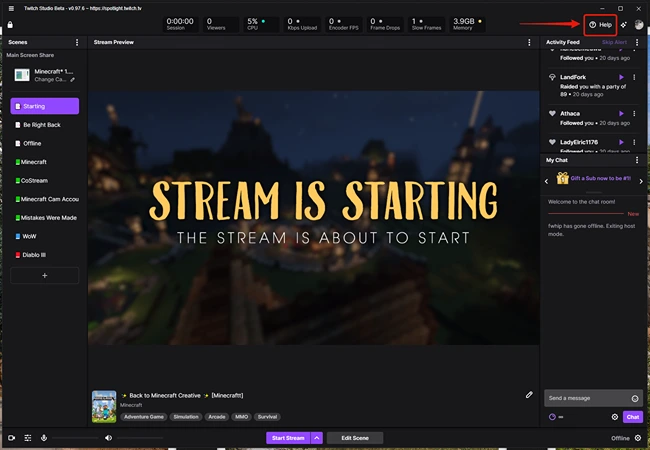 Twitch Studio Beta - v0.97.6 - https://spotlight.twitch.tv
0:00:00
Session
0
Viewers
5%
CPU
0
Kbps Upload
0
Encoder FPS
0
Frame Drops
1
Slow Frames
3.9GB
Memory
Help
Scenes
Main Screen Share
Minecraft* 1....
Change Ca...
Starting
Be Right Back
Offline
Minecraft
CoStream
Minecraft Cam Accou
Mistakes Were Made
WoW
Diablo III
+
Stream Preview
STREAM IS STARTING
THE STREAM IS ABOUT TO START
Back to Minecraft Creative [Minecraftt]
Minecraft
Adventure Game
Simulation
Arcade
MMO
Survival
Activity Feed
Skip Alert
Followed you • 20 days ago
LandFork
Raided you with a party of
89 • 20 days ago
Athaca
Followed you • 20 days ago
LadyElric1176
Followed you • 20 days ago
My Chat
Gift a Sub now to be #1!
Welcome to the chat room!
New
fwhip has gone offline. Exiting host
mode.
Send a message
Chat
Start Stream
Edit Scene
Offline